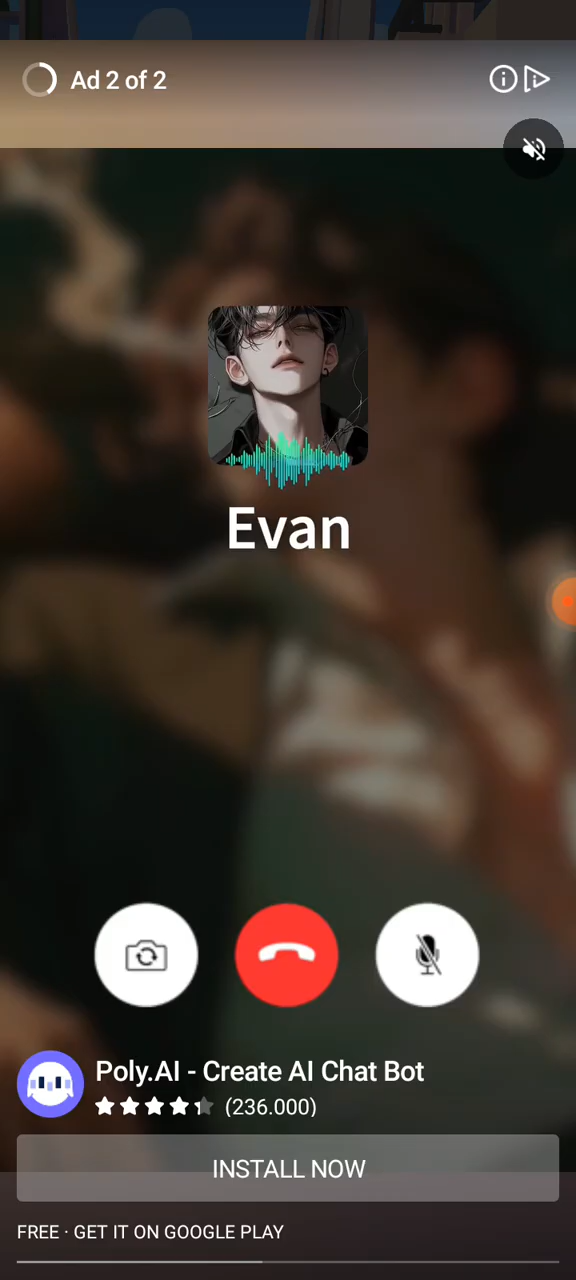 Ad 2 of 2
Evan
Poly.AI - Create AI Chat Bot
(236.000)
INSTALL NOW
FREE · GET IT ON GOOGLE PLAY